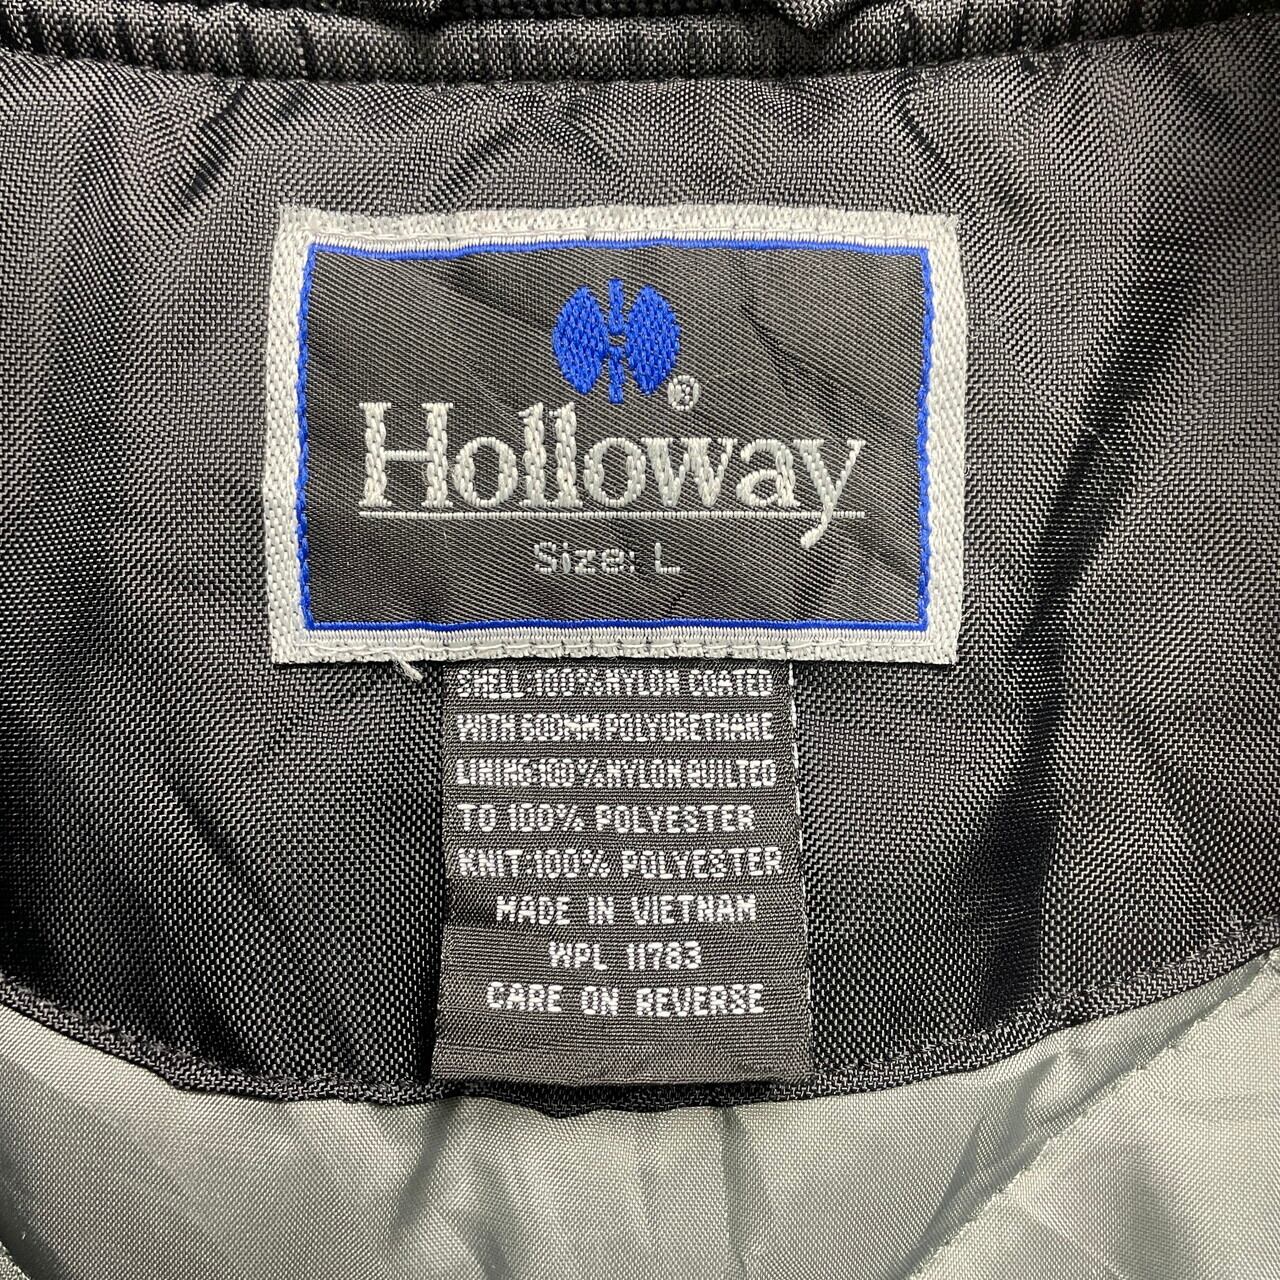 ®
Holloway
Size: L
SHELL:100% NYLON COATED
WITH 600MM POLYURETHANE
LINING:100% NYLON QUILTED
TO 100% POLYESTER
KNIT:100% POLYESTER
MADE IN VIETNAM
WPL 11783
CARE ON REVERSE